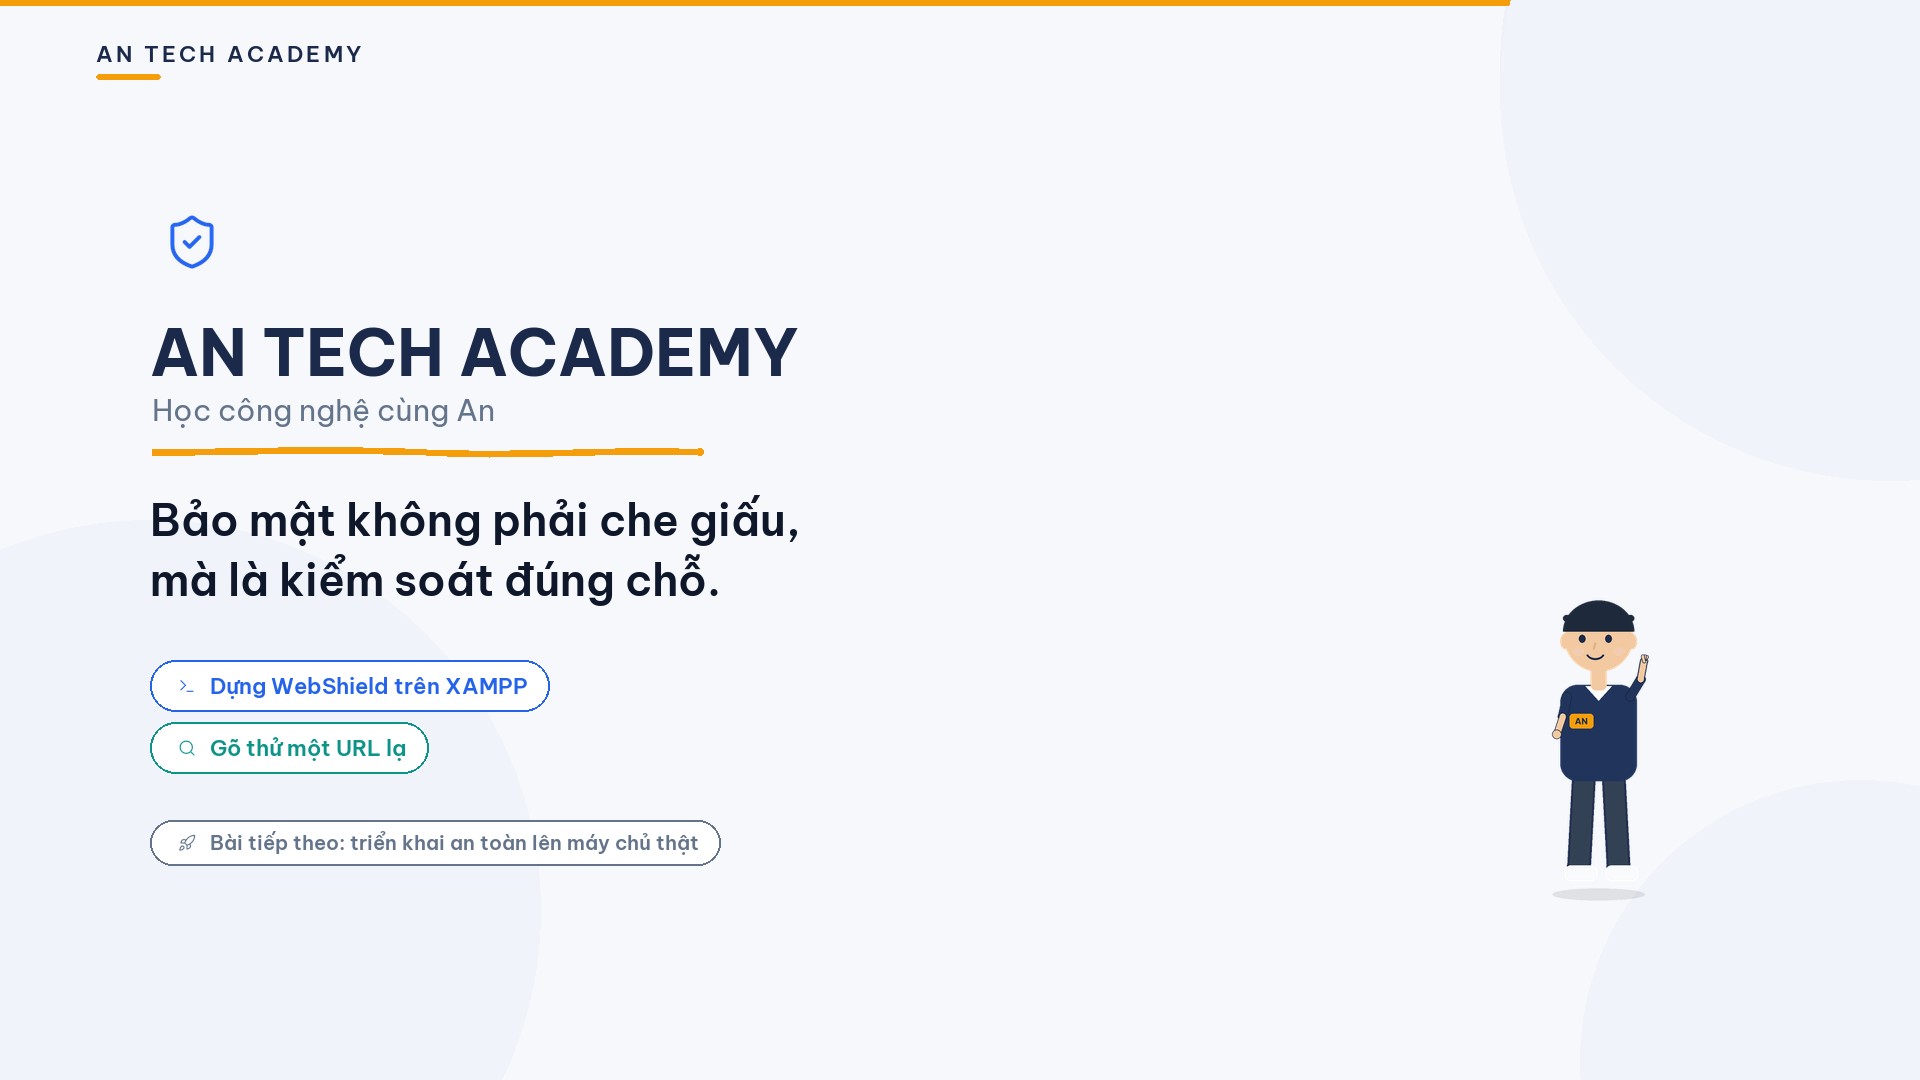 AN TECH ACADEMY
AN TECH ACADEMY
Học công nghệ cùng An
Bảo mật không phải che giấu,
mà là kiểm soát đúng chỗ.
Dựng WebShield trên XAMPP
Gõ thử một URL lạ
Bài tiếp theo: triển khai an toàn lên máy chủ thật
AN